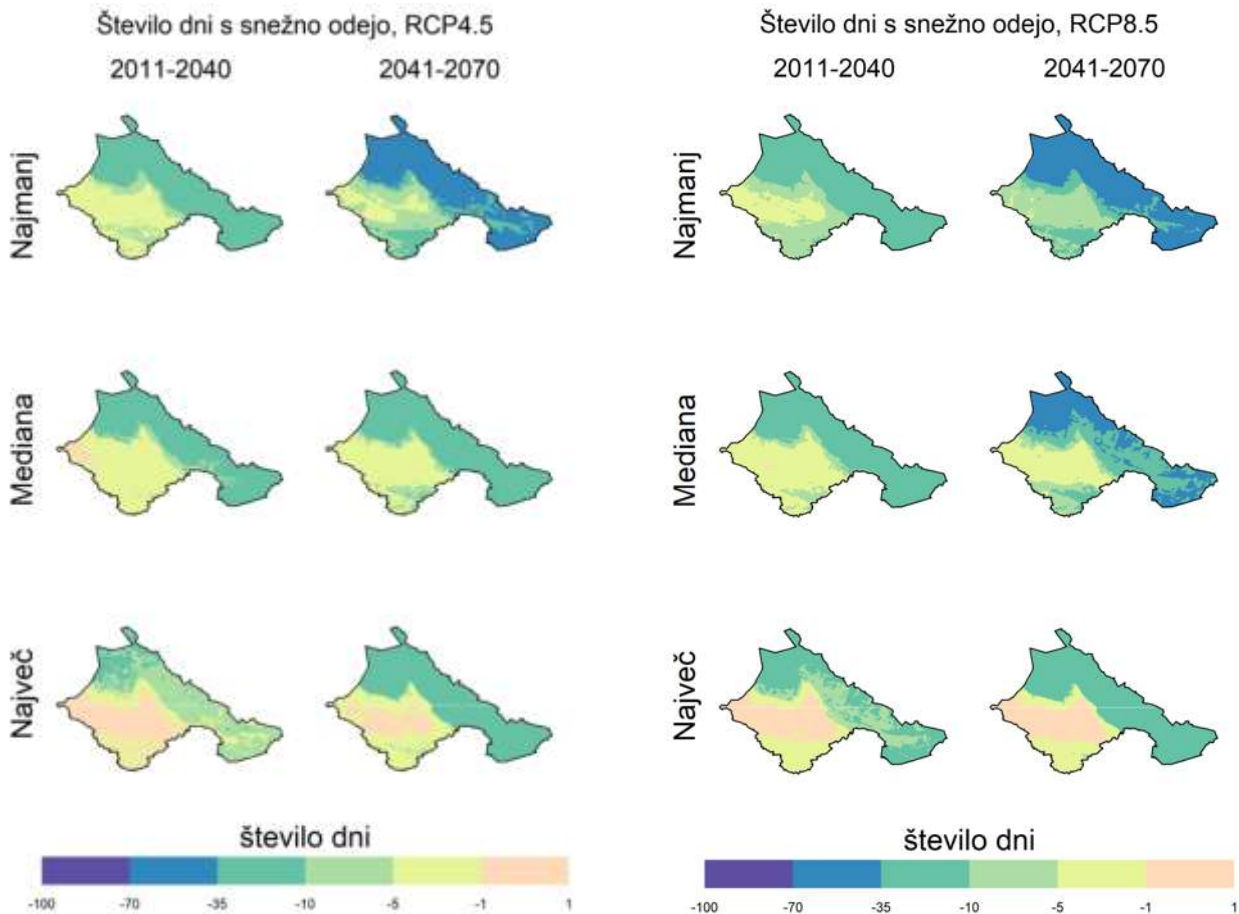 Število dni s snežno odejo, RCP4.5
2011-2040 2041-2070
Najmanj
Mediana
Največ
število dni
-100 -70 -35 -10 -5 -1 1
Število dni s snežno odejo, RCP8.5
2011-2040 2041-2070
Najmanj
Mediana
Največ
število dni
-100 -70 -35 -10 -5 -1 1